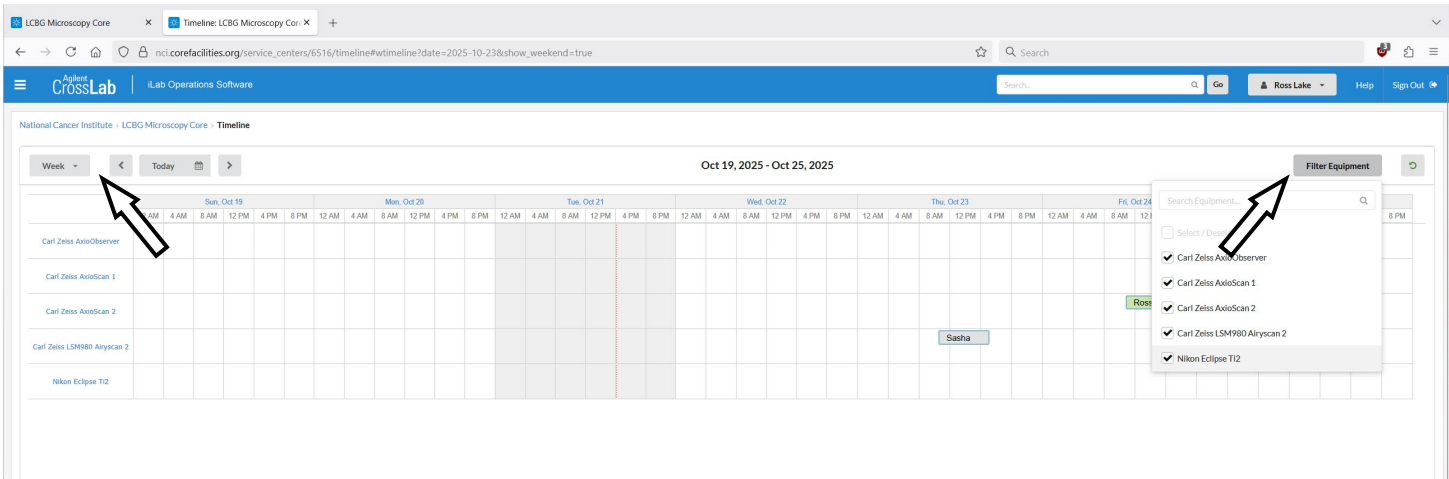 LCBG Microscopy Core × Timeline: LCBG Microscopy Core × +
nci.corefacilities.org/service_centers/6516/timeline#wtimeline?date=2025-10-23&show_weekend=true Search 3
Agilent CrossLab iLab Operations Software Search... Go Ross Lake Help Sign Out
National Cancer Institute › LCBG Microscopy Core › Timeline
Week Today Oct 19, 2025 - Oct 25, 2025 Filter Equipment
Sun, Oct 19 Mon, Oct 20 Tue, Oct 21 Wed, Oct 22 Thu, Oct 23 Fri, Oct 24
AM 4 AM 8 AM 12 PM 4 PM 8 PM 12 AM 4 AM 8 AM 12 PM 4 PM 8 PM 12 AM 4 AM 8 AM 12 PM 4 PM 8 PM 12 AM 4 AM 8 AM 12 PM 4 PM 8 PM 12 AM 4 AM 8 AM 12 PM 4 PM 8 PM 12 AM 4 AM 8 AM 8 PM
Search Equipment...
Select /
Carl Zeiss AxioObserver
Carl Zeiss AxioScan 1
Carl Zeiss AxioScan 2
Carl Zeiss LSM980 Airyscan 2
Nikon Eclipse Ti2
Carl Zeiss AxioObserver
Carl Zeiss AxioScan 1
Carl Zeiss AxioScan 2 Ross
Carl Zeiss LSM980 Airyscan 2 Sasha
Nikon Eclipse Ti2